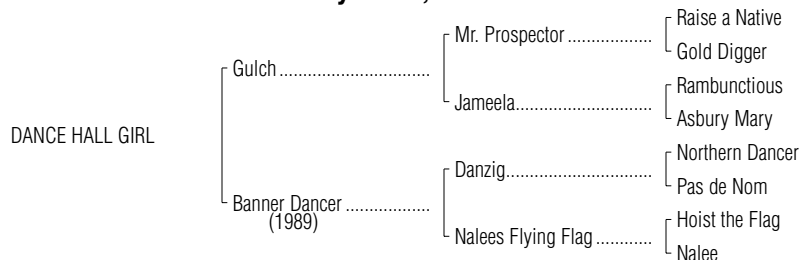 Raise a Native
Mr. Prospector ..................
Gold Digger
Gulch ................................
Rambunctious
Jameela.............................
Asbury Mary
DANCE HALL GIRL
Northern Dancer
Danzig...............................
Pas de Nom
Banner Dancer ..................
(1989)
Hoist the Flag
Nalees Flying Flag ............
Nalee